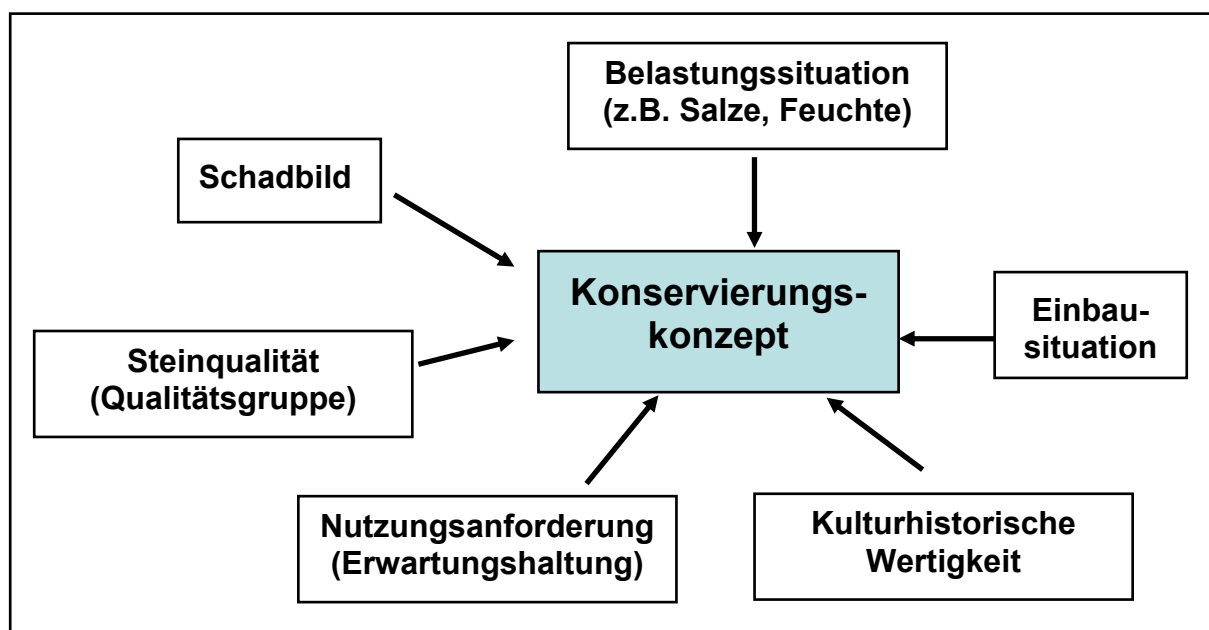 Belastungssituation
(z.B. Salze, Feuchte)
Schadbild
Konservierungs-
konzept
Einbau-
situation
Steinqualität
(Qualitätsgruppe)
Nutzungsanforderung
(Erwartungshaltung)
Kulturhistorische
Wertigkeit